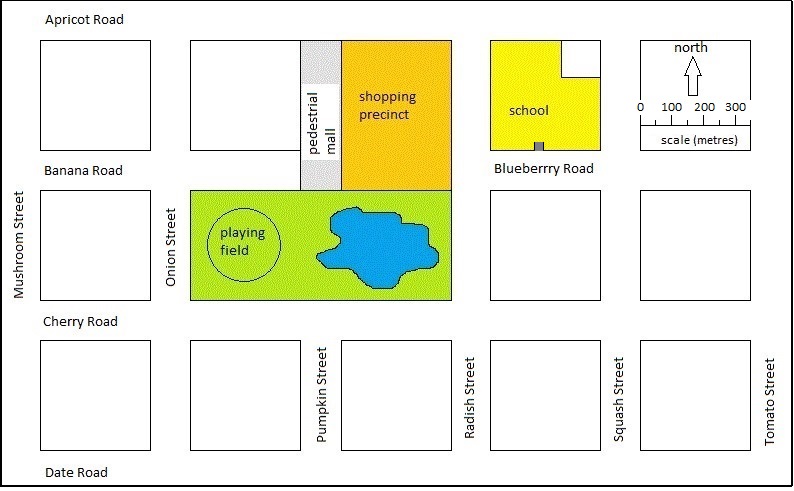 Apricot Road
north
0 100 200 300
scale (metres)
shopping
precinct
school
pedestrial
mall
Banana Road
Blueberrry Road
Mushroom Street
Onion Street
playing
field
Cherry Road
Pumpkin Street
Radish Street
Squash Street
Tomato Street
Date Road